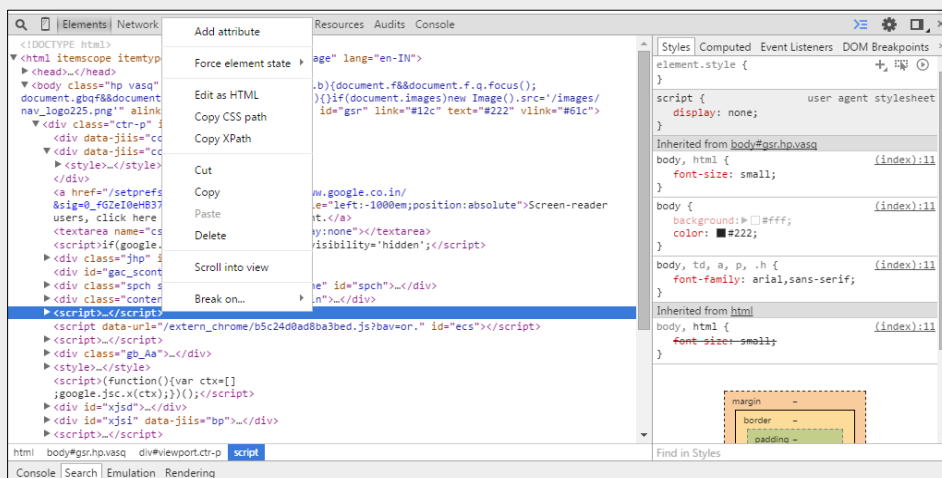 Elements Network Resources Audits Console
<!DOCTYPE html>
<html itemscope itemtyp age" lang="en-IN">
<head>…</head>
<body class="hp vasq" .b){document.f&&document.f.q.focus();
document.gbqf&&document ){}if(document.images)new Image().src='/images/
nav_logo225.png'" alink id="gsr" link="#12c" text="#222" vlink="#61c">
<div class="ctr-p" i
<div data-jiis="cc
<div data-jiis="cc
<style>…</style>
</div>
<a href="/setprefs ww.google.co.in/
&sig=0_fGZeI0eHB37 le="left:-1000em;position:absolute">Screen-reader
users, click here nt.</a>
<textarea name="cs ay:none"></textarea>
<script>if(google. visibility='hidden';</script>
<div class="jhp" i
<div id="gac_scont
<div class="spch s ne" id="spch">…</div>
<div class="conten in">…</div>
<script>…</script>
<script data-url="/extern_chrome/b5c24d0ad8ba3bed.js?bav=or." id="ecs"></script>
<script>…</script>
<div class="gb_Aa">…</div>
<style>…</style>
<script>(function(){var ctx=[]
;google.jsc.x(ctx);})();</script>
<div id="xjsd">…</div>
<div id="xjsi" data-jiis="bp">…</div>
<script>…</script>
html body#gsr.hp.vasq div#viewport.ctr-p script
Console Search Emulation Rendering
Add attribute
Force element state
Edit as HTML
Copy CSS path
Copy XPath
Cut
Copy
Paste
Delete
Scroll into view
Break on...
Styles Computed Event Listeners DOM Breakpoints
element.style {
}
script { user agent stylesheet
display: none;
}
Inherited from body#gsr.hp.vasq
body, html { (index):11
font-size: small;
}
body { (index):11
background: #fff;
color: #222;
}
body, td, a, p, .h { (index):11
font-family: arial,sans-serif;
}
Inherited from html
body, html { (index):11
font-size: small;
}
margin –
border –
padding –
Find in Styles